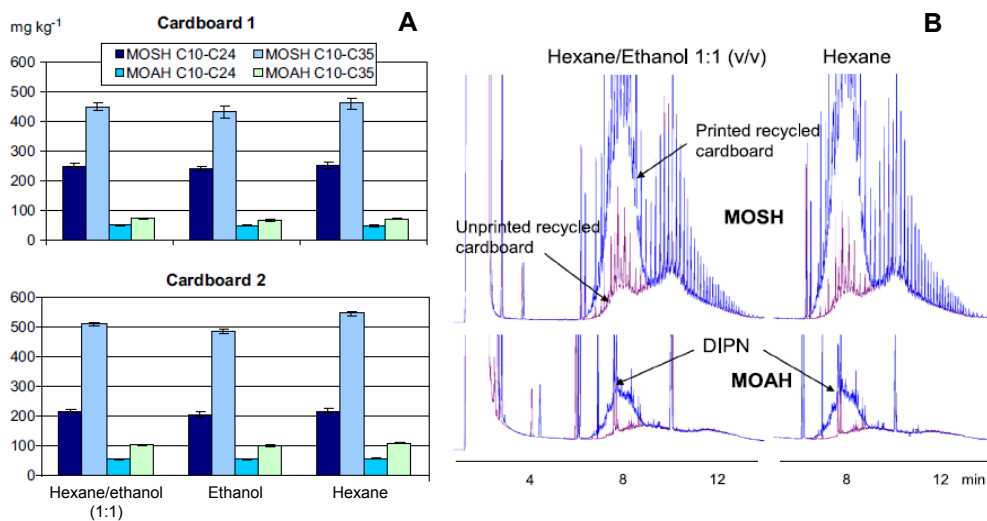 mg kg-1
Cardboard 1
A
MOSH C10-C24
MOSH C10-C35
MOAH C10-C24
MOAH C10-C35
600
500
400
300
200
100
0
Cardboard 2
600
500
400
300
200
100
0
Hexane/ethanol
(1:1)
Ethanol
Hexane
B
Hexane/Ethanol 1:1 (v/v)
Hexane
Printed recycled
cardboard
MOSH
Unprinted recycled
cardboard
DIPN
MOAH
4
8
12
8
12
min